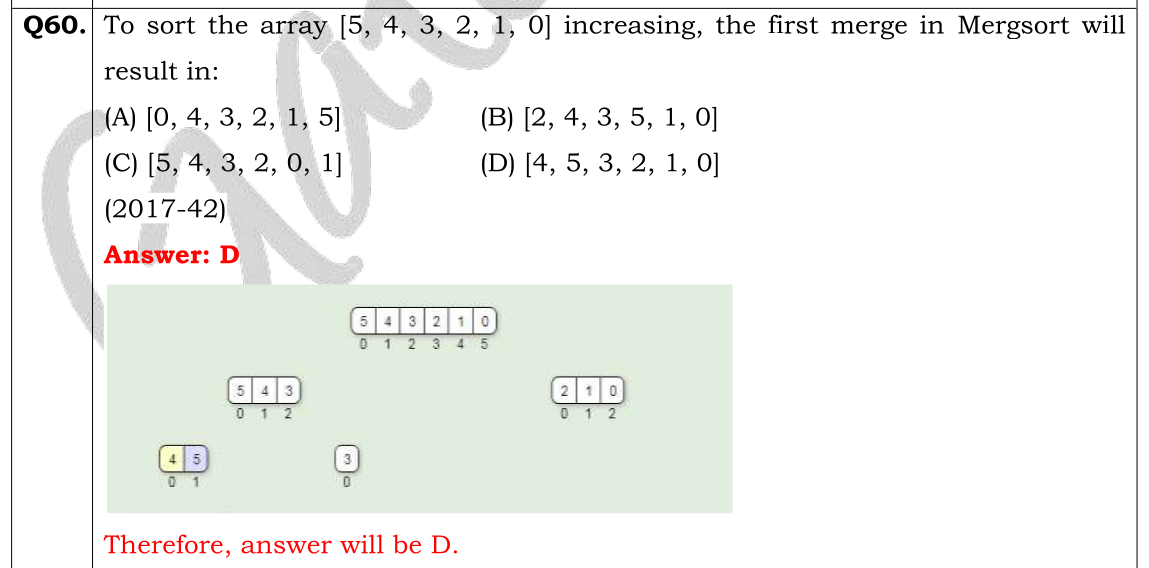 Q60. To sort the array [5, 4, 3, 2, 1, 0] increasing, the first merge in Mergsort will
result in:
(A) [0, 4, 3, 2, 1, 5] (B) [2, 4, 3, 5, 1, 0]
(C) [5, 4, 3, 2, 0, 1] (D) [4, 5, 3, 2, 1, 0]
(2017-42)
Answer: D
5 4 3 2 1 0
0 1 2 3 4 5
5 4 3 2 1 0
0 1 2 0 1 2
4 5 3
0 1 0
Therefore, answer will be D.